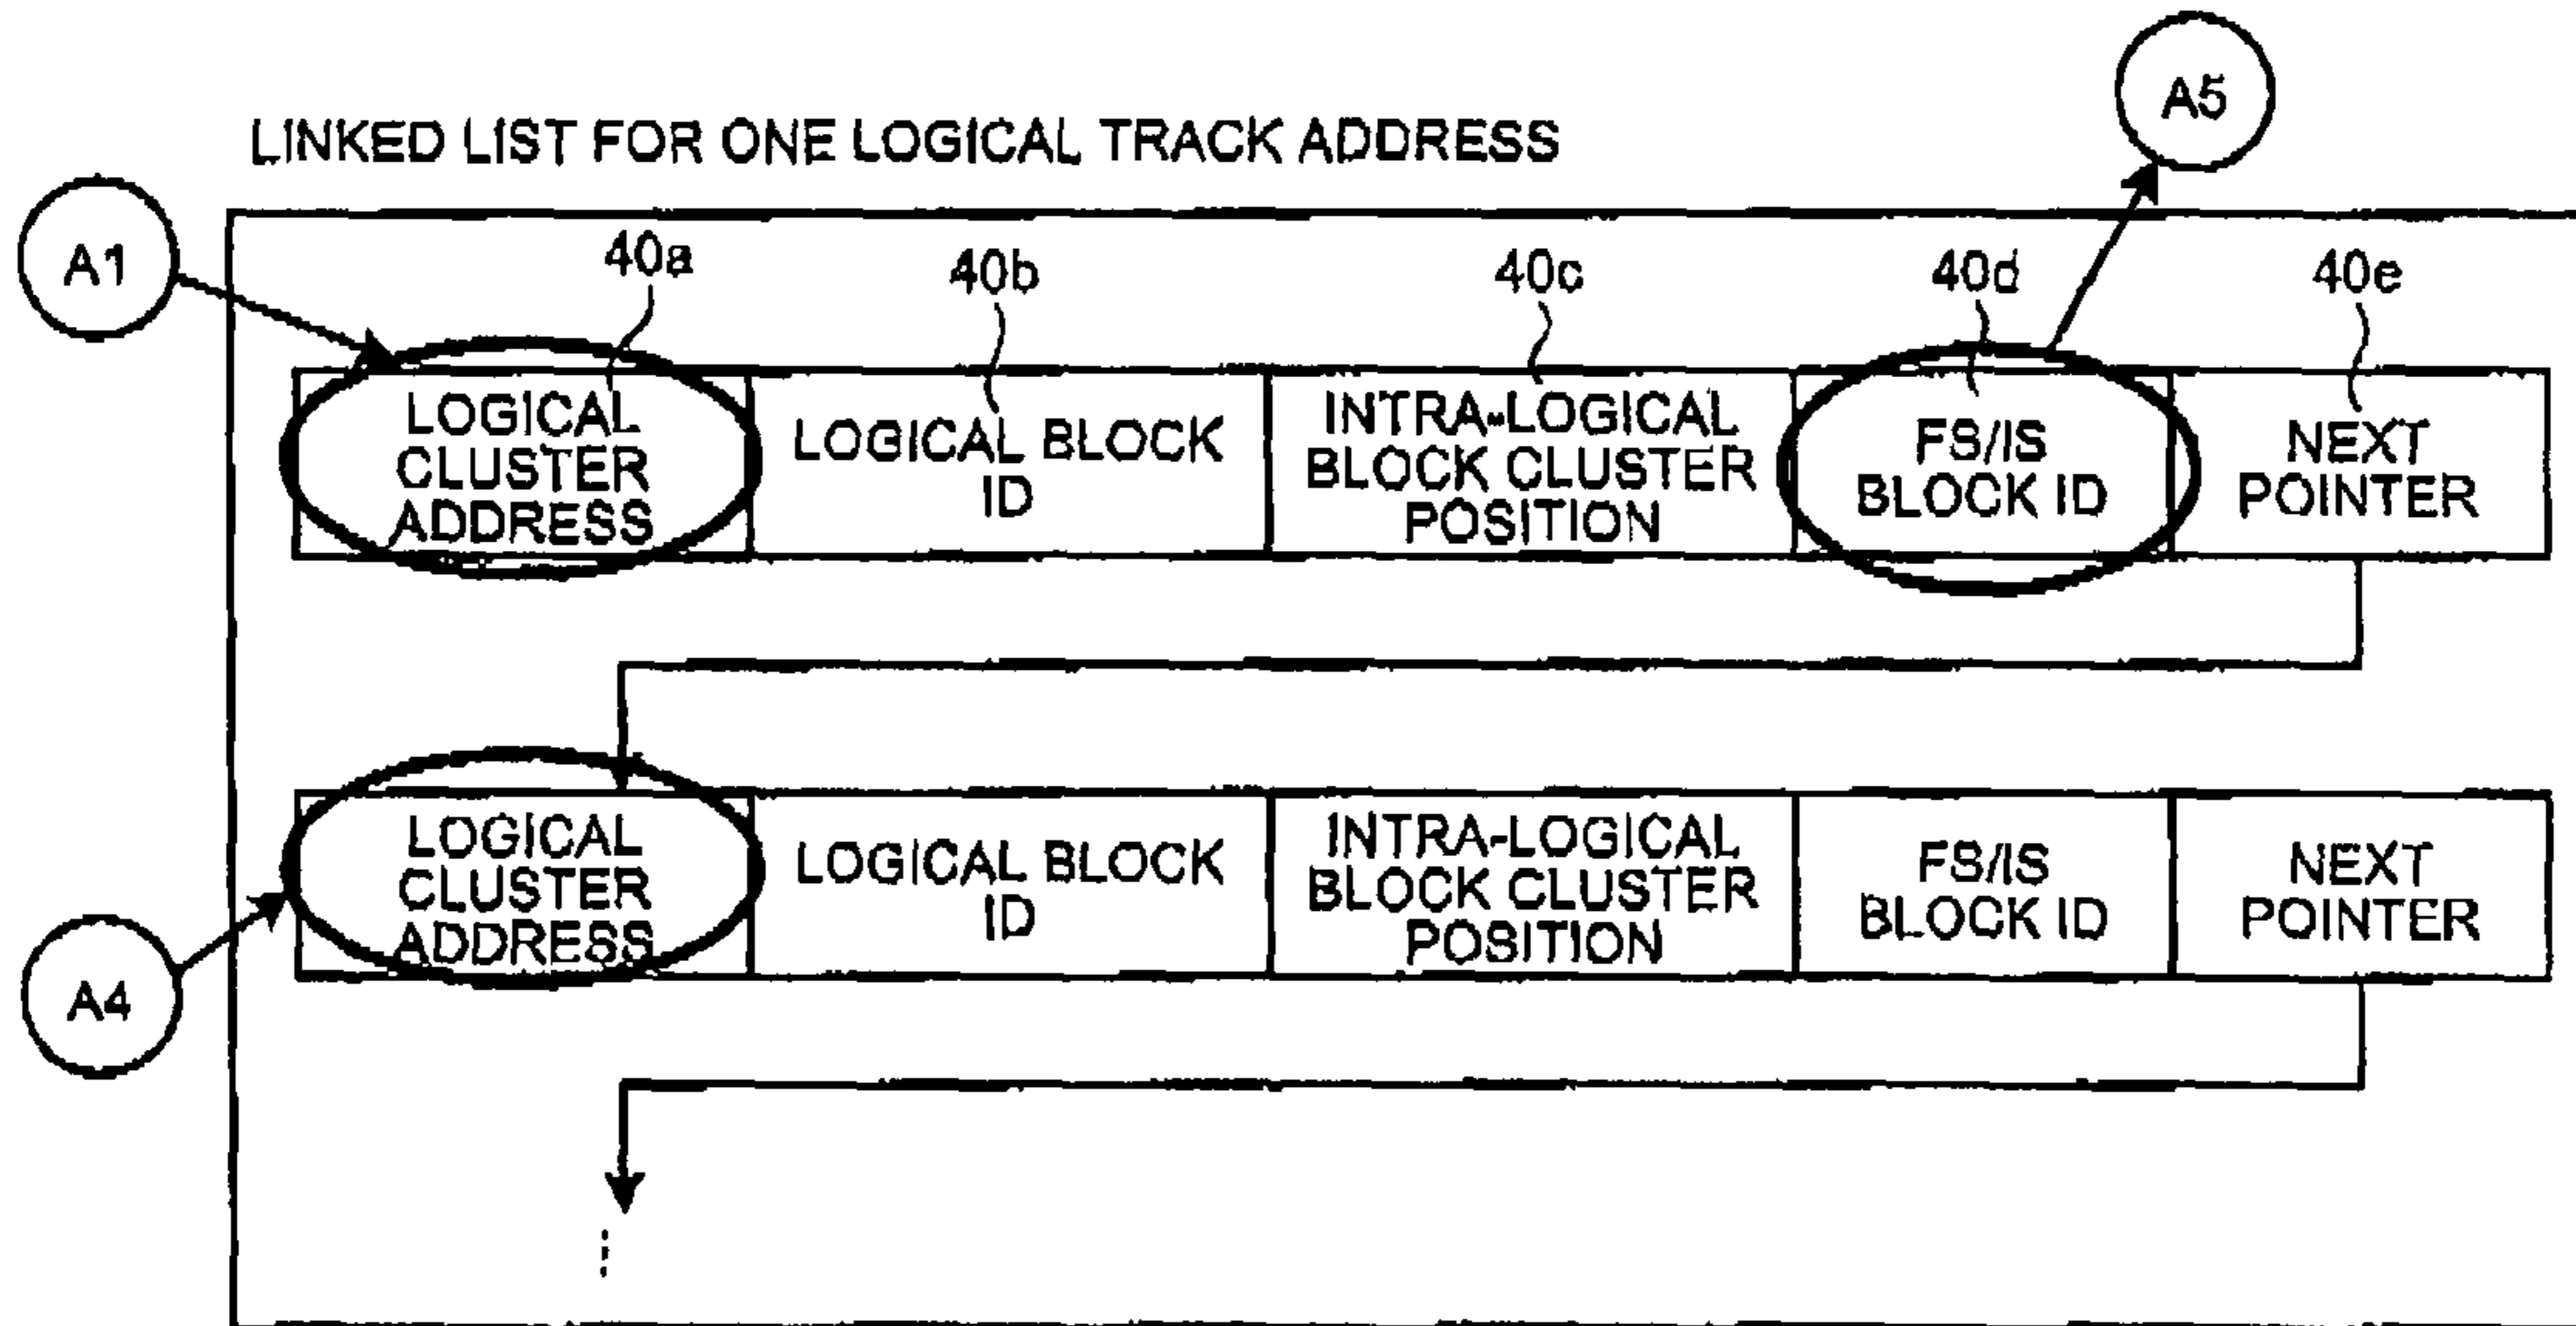 A5
LINKED LIST FOR ONE LOGICAL TRACK ADDRESS
A1
40a
40b
40c
40d
40e
LOGICAL
CLUSTER
ADDRESS
LOGICAL BLOCK
ID
INTRA-LOGICAL
BLOCK CLUSTER
POSITION
FS/IS
BLOCK ID
NEXT
POINTER
LOGICAL
CLUSTER
ADDRESS
LOGICAL BLOCK
ID
INTRA-LOGICAL
BLOCK CLUSTER
POSITION
FS/IS
BLOCK ID
NEXT
POINTER
A4